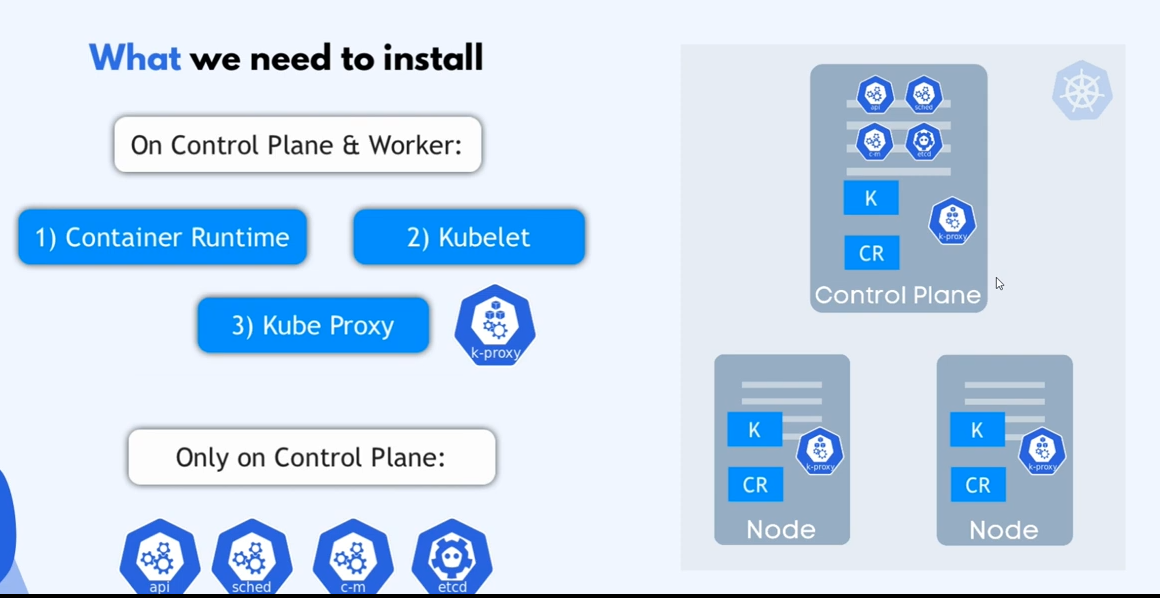 What we need to install
On Control Plane & Worker:
1) Container Runtime
2) Kubelet
3) Kube Proxy
k-proxy
Only on Control Plane:
api
sched
c-m
etcd
api
sched
c-m
etcd
K
k-proxy
CR
Control Plane
K
k-proxy
CR
Node
K
k-proxy
CR
Node